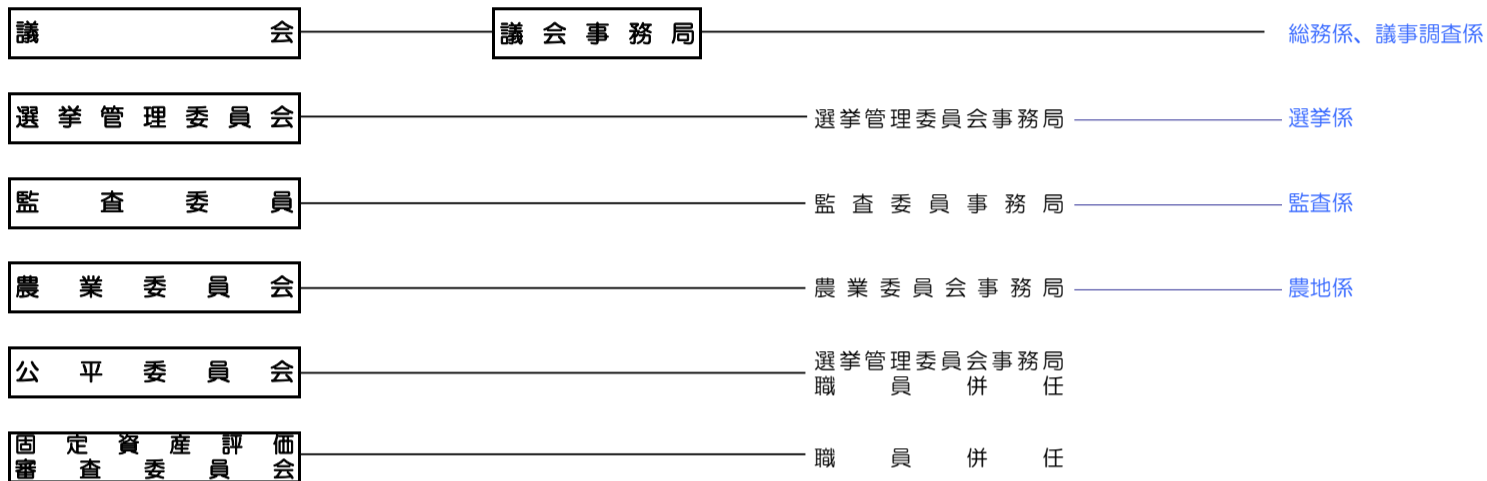 議会 議会事務局 総務係、議事調査係
選挙管理委員会 選挙管理委員会事務局 選挙係
監査委員 監査委員事務局 監査係
農業委員会 農業委員会事務局 農地係
公平委員会 選挙管理委員会事務局
職員併任
固定資産評価
審査委員会 職員併任